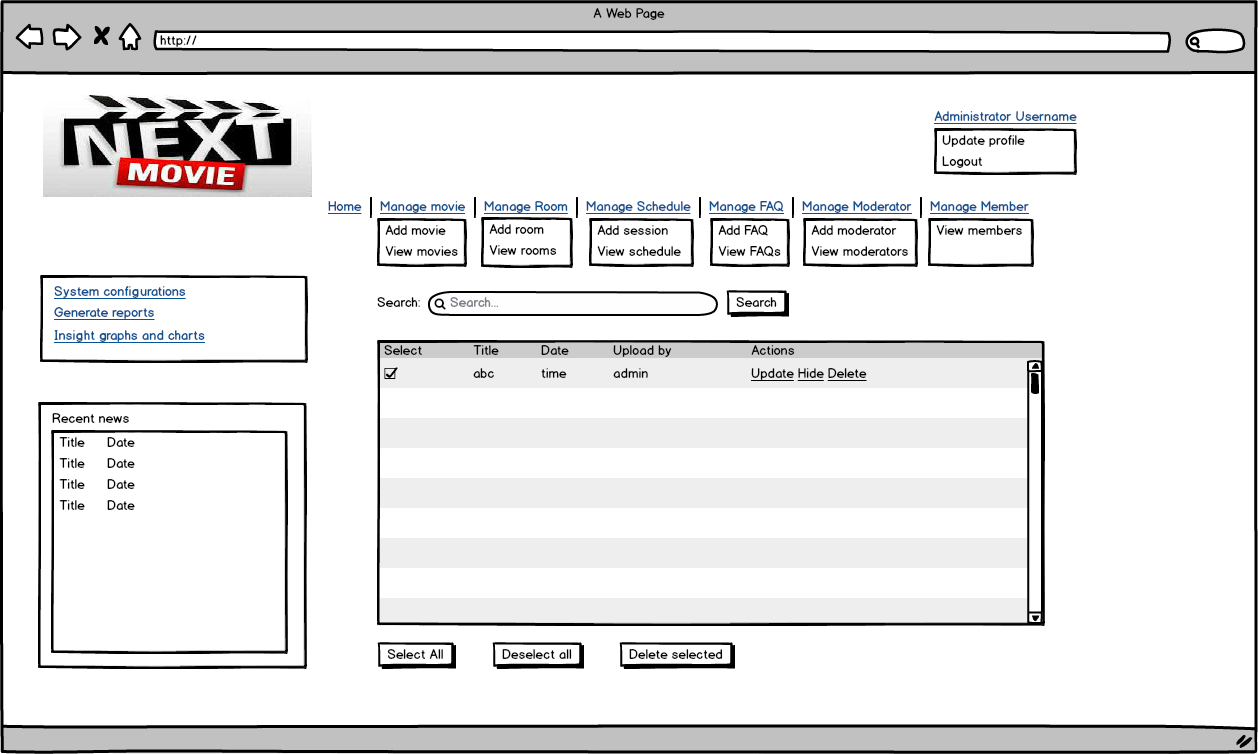 A Web Page
http://
NEXT
MOVIE
Administrator Username
Update profile
Logout
Home Manage movie Manage Room Manage Schedule Manage FAQ Manage Moderator Manage Member
Add movie Add room Add session Add FAQ Add moderator View members
View movies View rooms View schedule View FAQs View moderators
System configurations
Generate reports
Insight graphs and charts
Search: Search... Search
Select Title Date Upload by Actions
abc time admin Update Hide Delete
Recent news
Title Date
Title Date
Title Date
Title Date
Select All Deselect all Delete selected